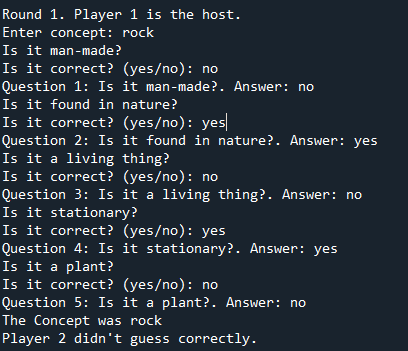 Round 1. Player 1 is the host.
Enter concept: rock
Is it man-made?
Is it correct? (yes/no): no
Question 1: Is it man-made?. Answer: no
Is it found in nature?
Is it correct? (yes/no): yes
Question 2: Is it found in nature?. Answer: yes
Is it a living thing?
Is it correct? (yes/no): no
Question 3: Is it a living thing?. Answer: no
Is it stationary?
Is it correct? (yes/no): yes
Question 4: Is it stationary?. Answer: yes
Is it a plant?
Is it correct? (yes/no): no
Question 5: Is it a plant?. Answer: no
The Concept was rock
Player 2 didn't guess correctly.